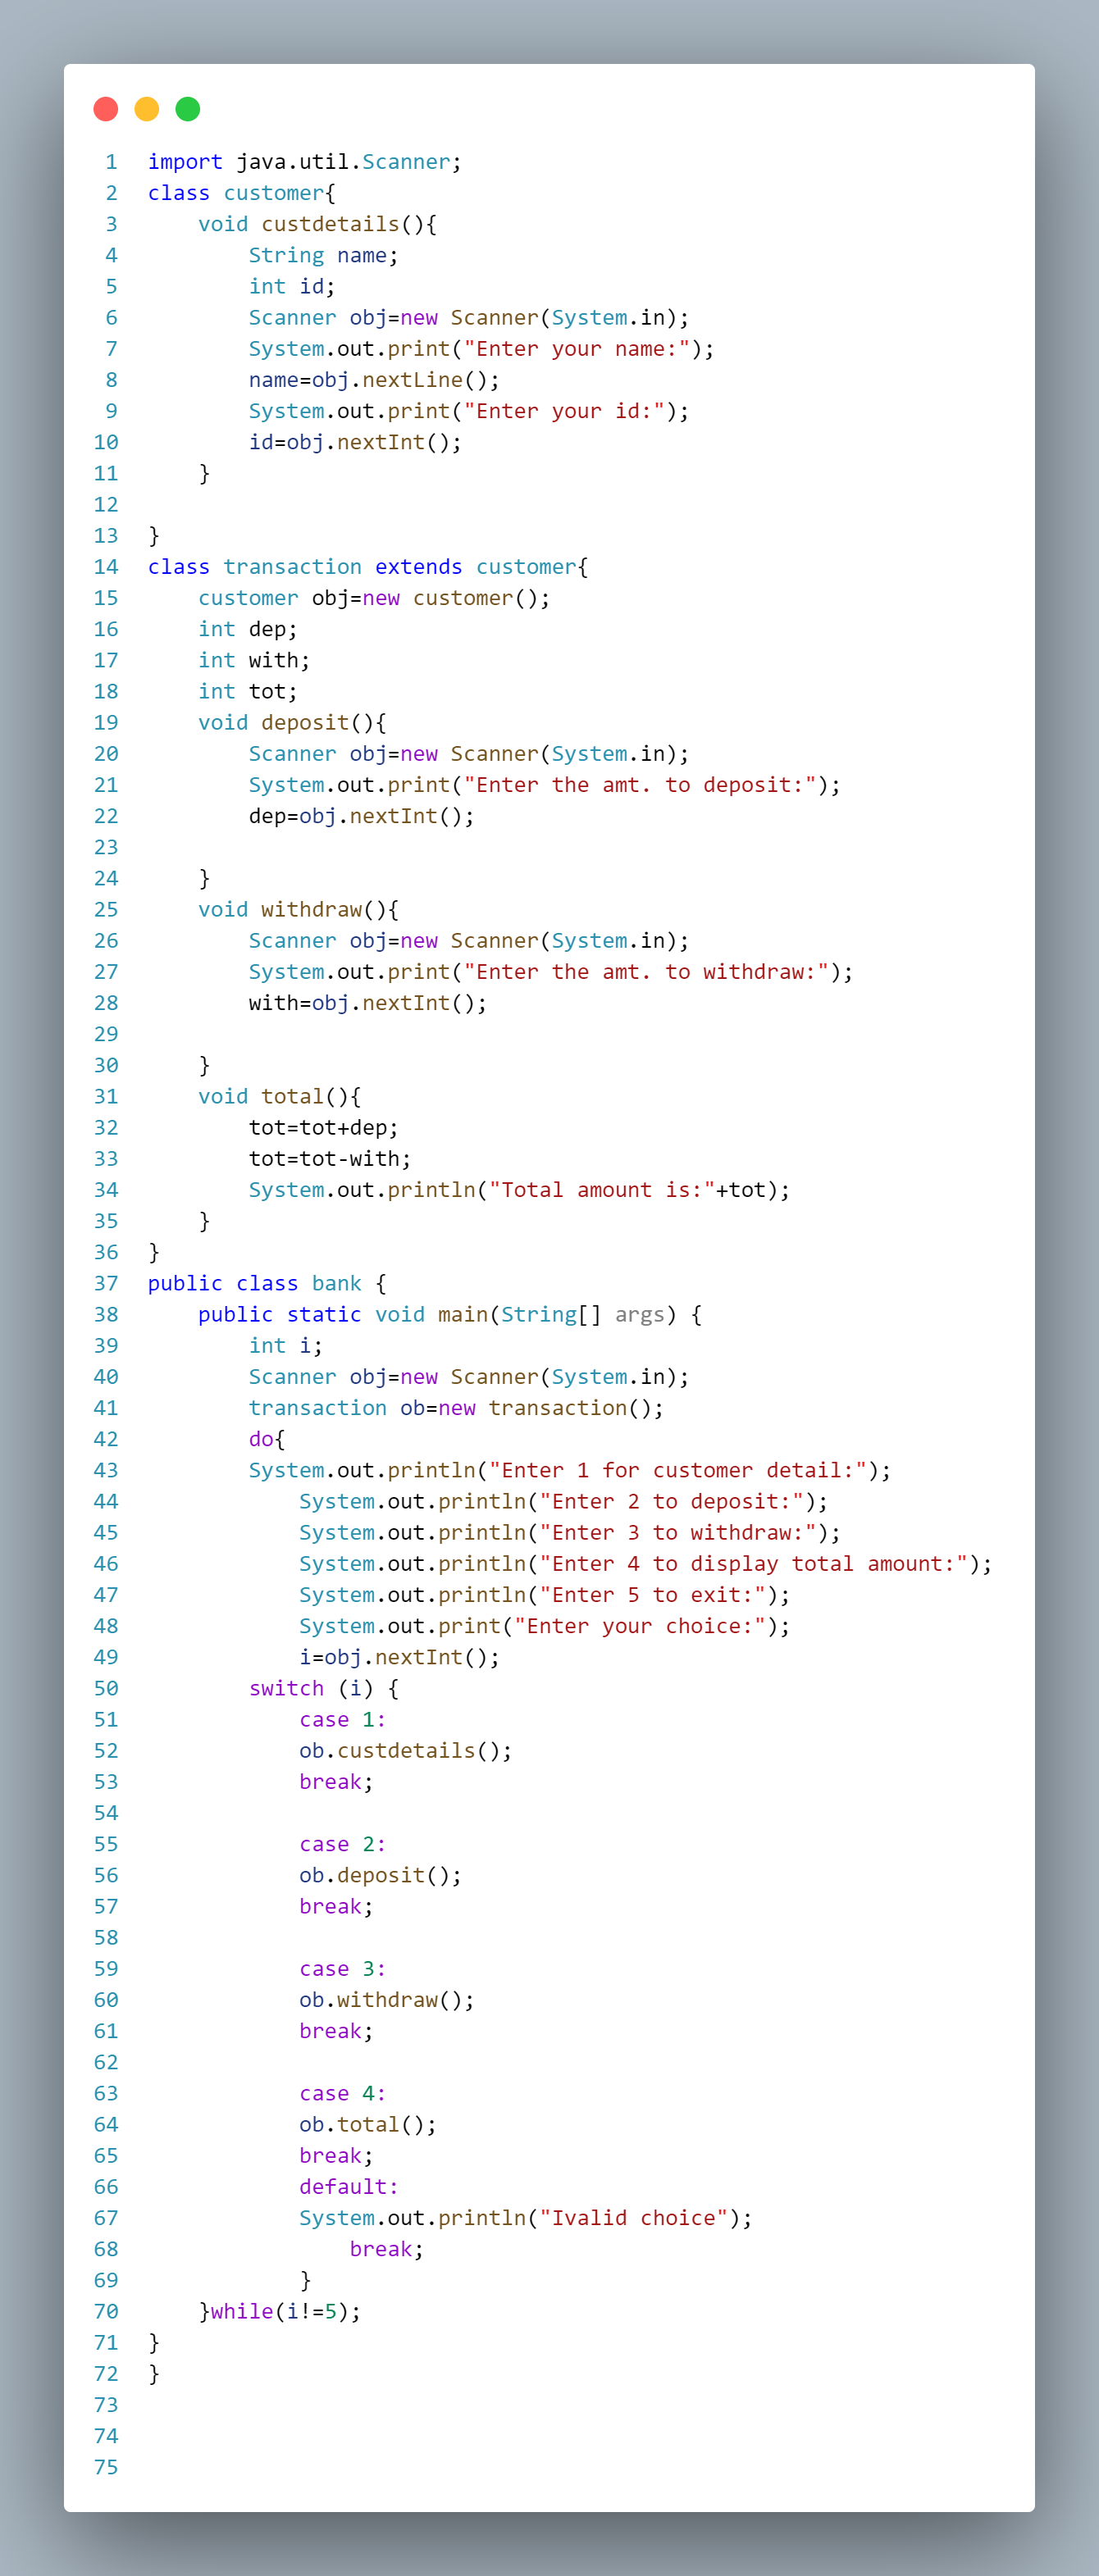 1 import java.util.Scanner;
2 class customer{
3     void custdetails(){
4         String name;
5         int id;
6         Scanner obj=new Scanner(System.in);
7         System.out.print("Enter your name:");
8         name=obj.nextLine();
9         System.out.print("Enter your id:");
10         id=obj.nextInt();
11     }
12
13 }
14 class transaction extends customer{
15     customer obj=new customer();
16     int dep;
17     int with;
18     int tot;
19     void deposit(){
20         Scanner obj=new Scanner(System.in);
21         System.out.print("Enter the amt. to deposit:");
22         dep=obj.nextInt();
23
24     }
25     void withdraw(){
26         Scanner obj=new Scanner(System.in);
27         System.out.print("Enter the amt. to withdraw:");
28         with=obj.nextInt();
29
30     }
31     void total(){
32         tot=tot+dep;
33         tot=tot-with;
34         System.out.println("Total amount is:"+tot);
35     }
36 }
37 public class bank {
38     public static void main(String[] args) {
39         int i;
40         Scanner obj=new Scanner(System.in);
41         transaction ob=new transaction();
42         do{
43         System.out.println("Enter 1 for customer detail:");
44             System.out.println("Enter 2 to deposit:");
45             System.out.println("Enter 3 to withdraw:");
46             System.out.println("Enter 4 to display total amount:");
47             System.out.println("Enter 5 to exit:");
48             System.out.print("Enter your choice:");
49             i=obj.nextInt();
50         switch (i) {
51             case 1:
52             ob.custdetails();
53             break;
54
55             case 2:
56             ob.deposit();
57             break;
58
59             case 3:
60             ob.withdraw();
61             break;
62
63             case 4:
64             ob.total();
65             break;
66             default:
67             System.out.println("Ivalid choice");
68                 break;
69             }
70     }while(i!=5);
71 }
72 }
73
74
75